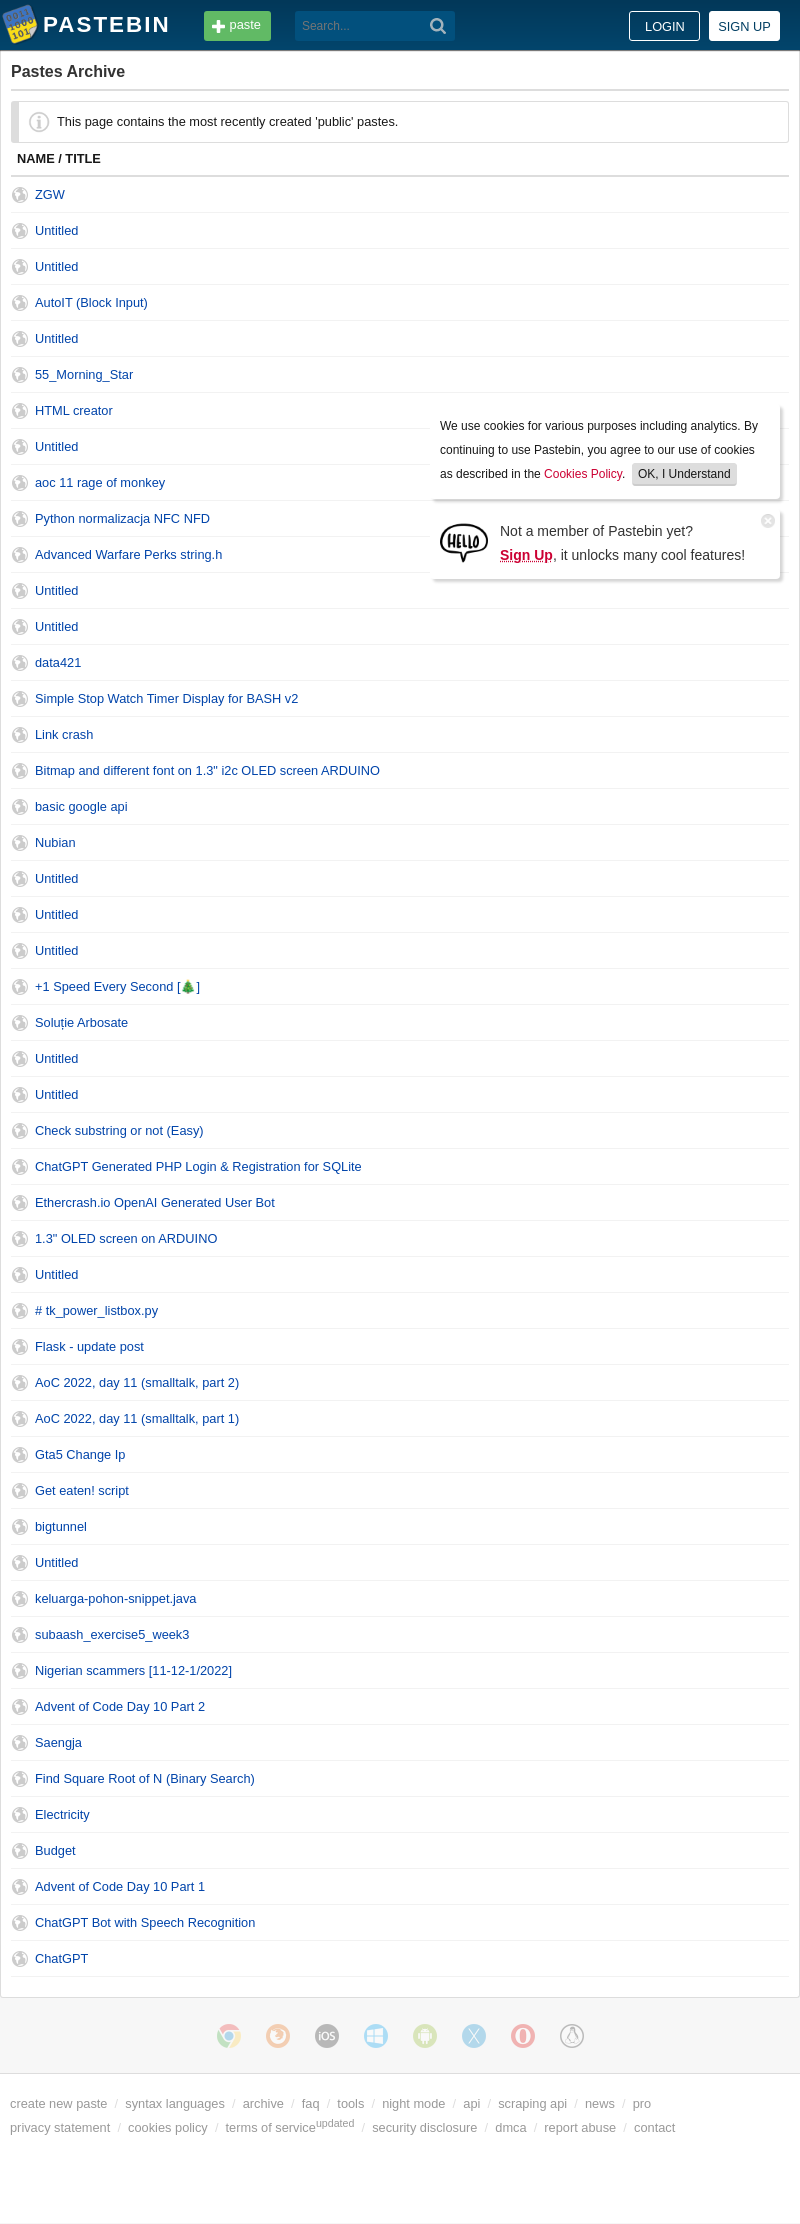 PASTEBIN
paste
Search...
LOGIN
SIGN UP
Pastes Archive
This page contains the most recently created 'public' pastes.
NAME / TITLE
ZGW
Untitled
Untitled
AutoIT (Block Input)
Untitled
55_Morning_Star
HTML creator
Untitled
aoc 11 rage of monkey
Python normalizacja NFC NFD
Advanced Warfare Perks string.h
We use cookies for various purposes including analytics. By
continuing to use Pastebin, you agree to our use of cookies
as described in the Cookies Policy. OK, I Understand
HELLO
Not a member of Pastebin yet?
Sign Up, it unlocks many cool features!
Untitled
Untitled
data421
Simple Stop Watch Timer Display for BASH v2
Link crash
Bitmap and different font on 1.3" i2c OLED screen ARDUINO
basic google api
Nubian
Untitled
Untitled
Untitled
+1 Speed Every Second [🎄]
Soluție Arbosate
Untitled
Untitled
Check substring or not (Easy)
ChatGPT Generated PHP Login & Registration for SQLite
Ethercrash.io OpenAI Generated User Bot
1.3" OLED screen on ARDUINO
Untitled
# tk_power_listbox.py
Flask - update post
AoC 2022, day 11 (smalltalk, part 2)
AoC 2022, day 11 (smalltalk, part 1)
Gta5 Change Ip
Get eaten! script
bigtunnel
Untitled
keluarga-pohon-snippet.java
subaash_exercise5_week3
Nigerian scammers [11-12-1/2022]
Advent of Code Day 10 Part 2
Saengja
Find Square Root of N (Binary Search)
Electricity
Budget
Advent of Code Day 10 Part 1
ChatGPT Bot with Speech Recognition
ChatGPT
iOS
create new paste / syntax languages / archive / faq / tools / night mode / api / scraping api / news / pro
privacy statement / cookies policy / terms of service updated / security disclosure / dmca / report abuse / contact